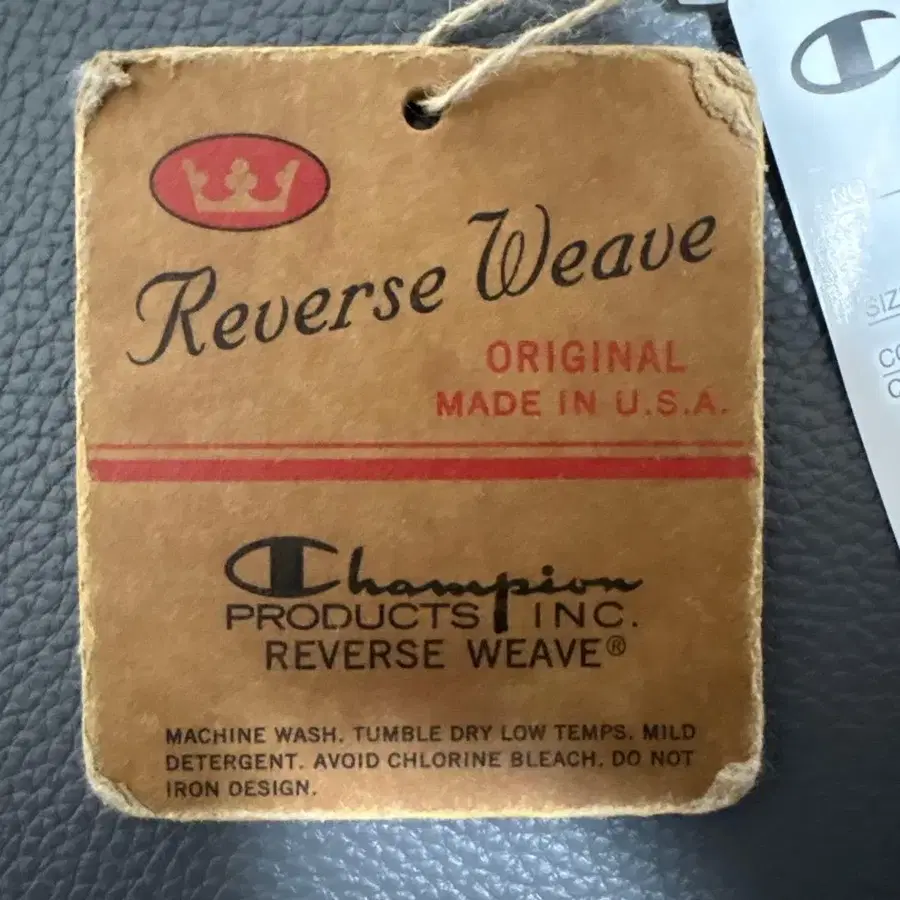 Reverse Weave
ORIGINAL
MADE IN U.S.A.
Champion
PRODUCTS INC.
REVERSE WEAVE®
MACHINE WASH. TUMBLE DRY LOW TEMPS. MILD
DETERGENT. AVOID CHLORINE BLEACH. DO NOT
IRON DESIGN.